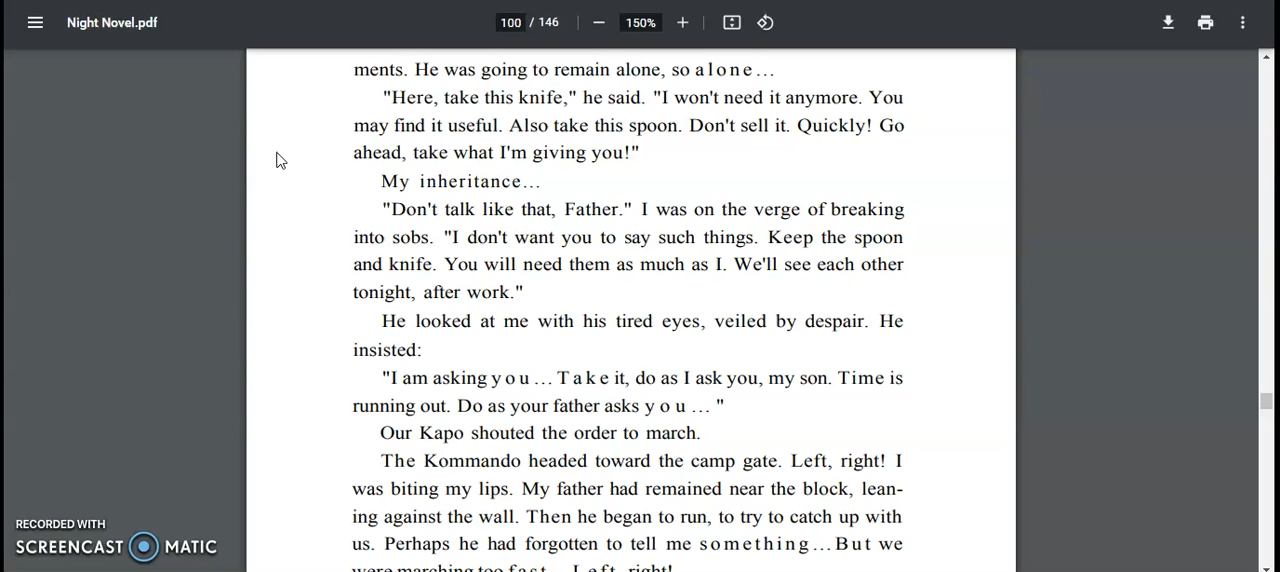 Night Novel.pdf
100 / 146
150%
ments. He was going to remain alone, so a l o n e ...
"Here, take this knife," he said. "I won't need it anymore. You
may find it useful. Also take this spoon. Don't sell it. Quickly! Go
ahead, take what I'm giving you!"
My inheritance...
"Don't talk like that, Father." I was on the verge of breaking
into sobs. "I don't want you to say such things. Keep the spoon
and knife. You will need them as much as I. We'll see each other
tonight, after work."
He looked at me with his tired eyes, veiled by despair. He
insisted:
"I am asking y o u ... T a k e it, do as I ask you, my son. Time is
running out. Do as your father asks y o u ... "
Our Kapo shouted the order to march.
The Kommando headed toward the camp gate. Left, right! I
was biting my lips. My father had remained near the block, lean-
ing against the wall. Then he began to run, to try to catch up with
us. Perhaps he had forgotten to tell me s o m e t h i n g ... B u t we
were marching too f a s t ... L e f t, right!
RECORDED WITH
SCREENCAST MATIC